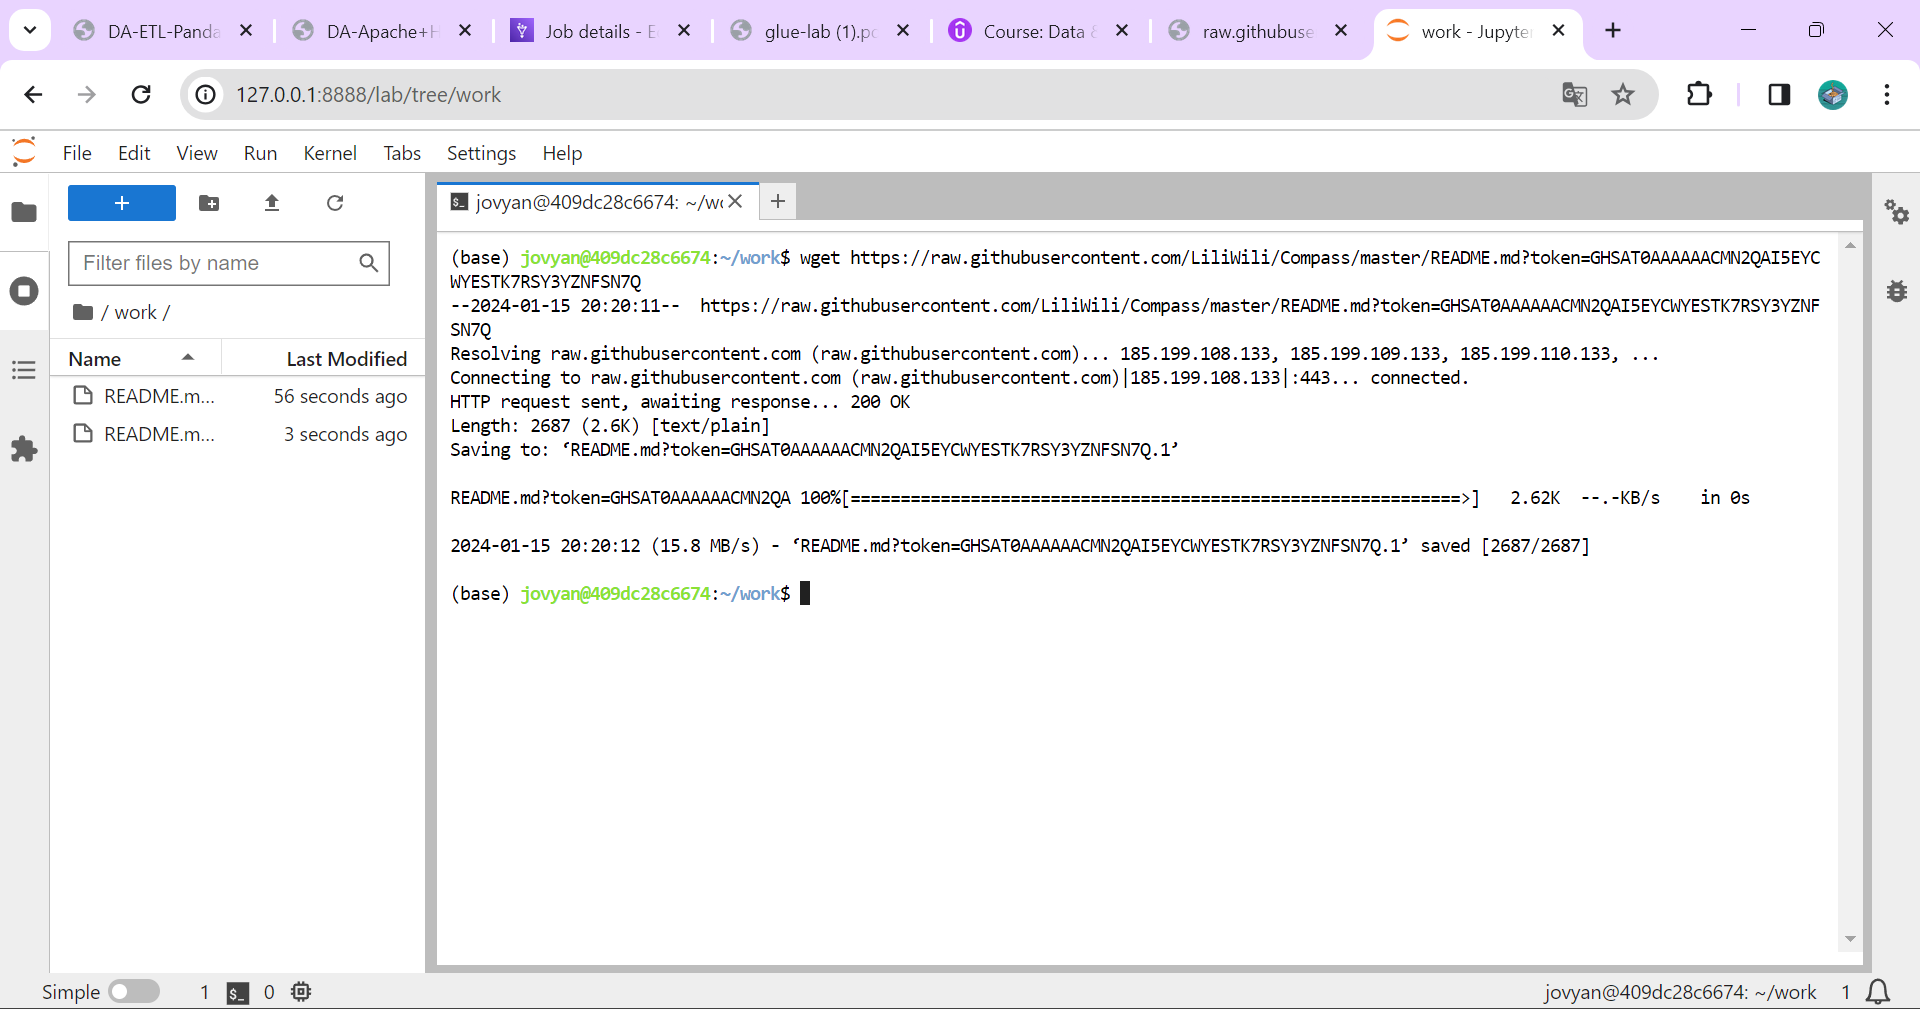 DA-ETL-Panda
DA-Apache+H
Job details - E
glue-lab (1).pd
Course: Data &
raw.githubuse
work - Jupyter
127.0.0.1:8888/lab/tree/work
File Edit View Run Kernel Tabs Settings Help
jovyan@409dc28c6674: ~/wo
Filter files by name
/ work /
Name Last Modified
README.m... 56 seconds ago
README.m... 3 seconds ago
(base) jovyan@409dc28c6674:~/work$ wget https://raw.githubusercontent.com/LiliWili/Compass/master/README.md?token=GHSAT0AAAAAACMN2QAI5EYC
WYESTK7RSY3YZNFSN7Q
--2024-01-15 20:20:11--  https://raw.githubusercontent.com/LiliWili/Compass/master/README.md?token=GHSAT0AAAAAACMN2QAI5EYCWYESTK7RSY3YZNF
SN7Q
Resolving raw.githubusercontent.com (raw.githubusercontent.com)... 185.199.108.133, 185.199.109.133, 185.199.110.133, ...
Connecting to raw.githubusercontent.com (raw.githubusercontent.com)|185.199.108.133|:443... connected.
HTTP request sent, awaiting response... 200 OK
Length: 2687 (2.6K) [text/plain]
Saving to: ‘README.md?token=GHSAT0AAAAAACMN2QAI5EYCWYESTK7RSY3YZNFSN7Q.1’
README.md?token=GHSAT0AAAAAACMN2QA 100%[=============================================================>]   2.62K  --.-KB/s    in 0s
2024-01-15 20:20:12 (15.8 MB/s) - ‘README.md?token=GHSAT0AAAAAACMN2QAI5EYCWYESTK7RSY3YZNFSN7Q.1’ saved [2687/2687]
(base) jovyan@409dc28c6674:~/work$
Simple 1 $_ 0
jovyan@409dc28c6674: ~/work 1